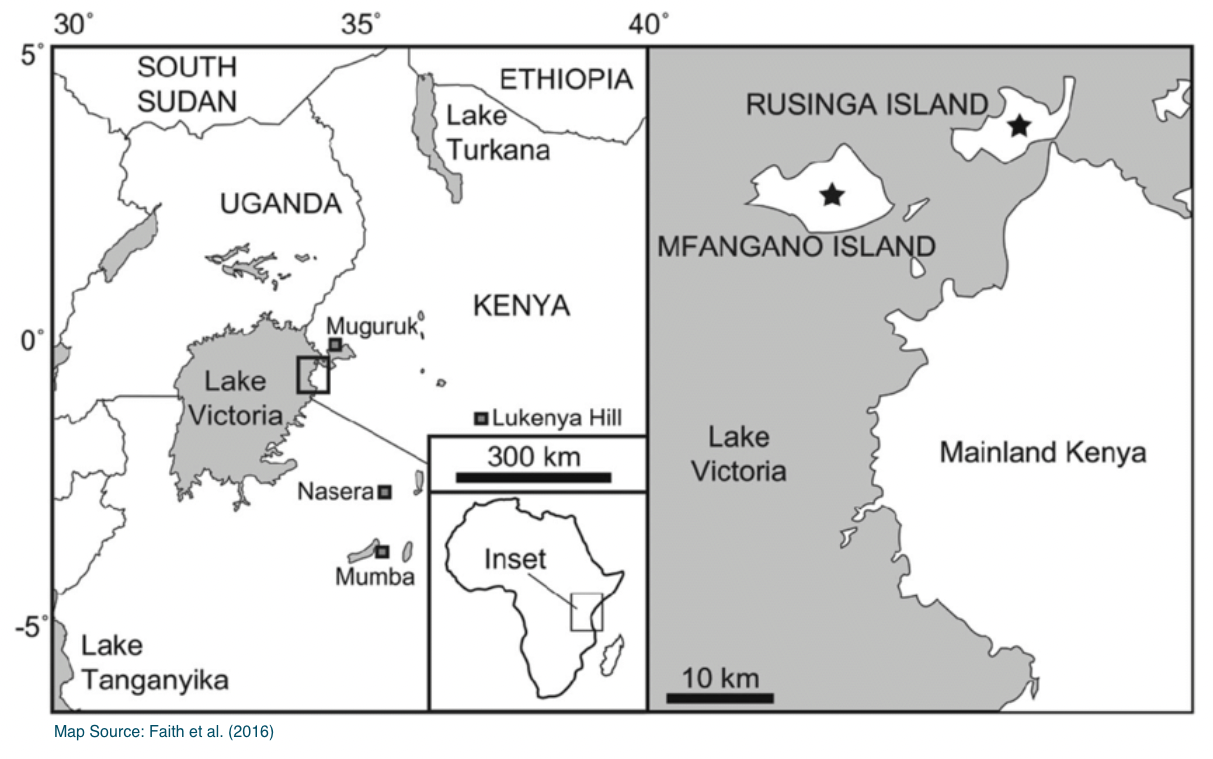 30°
35°
40°
5°
0°
-5°
SOUTH
SUDAN
ETHIOPIA
Lake
Turkana
UGANDA
KENYA
Muguruk
Lake
Victoria
Lukenya Hill
300 km
Nasera
Mumba
Inset
Lake
Tanganyika
RUSINGA ISLAND
MFANGANO ISLAND
Lake
Victoria
Mainland Kenya
10 km
Map Source: Faith et al. (2016)